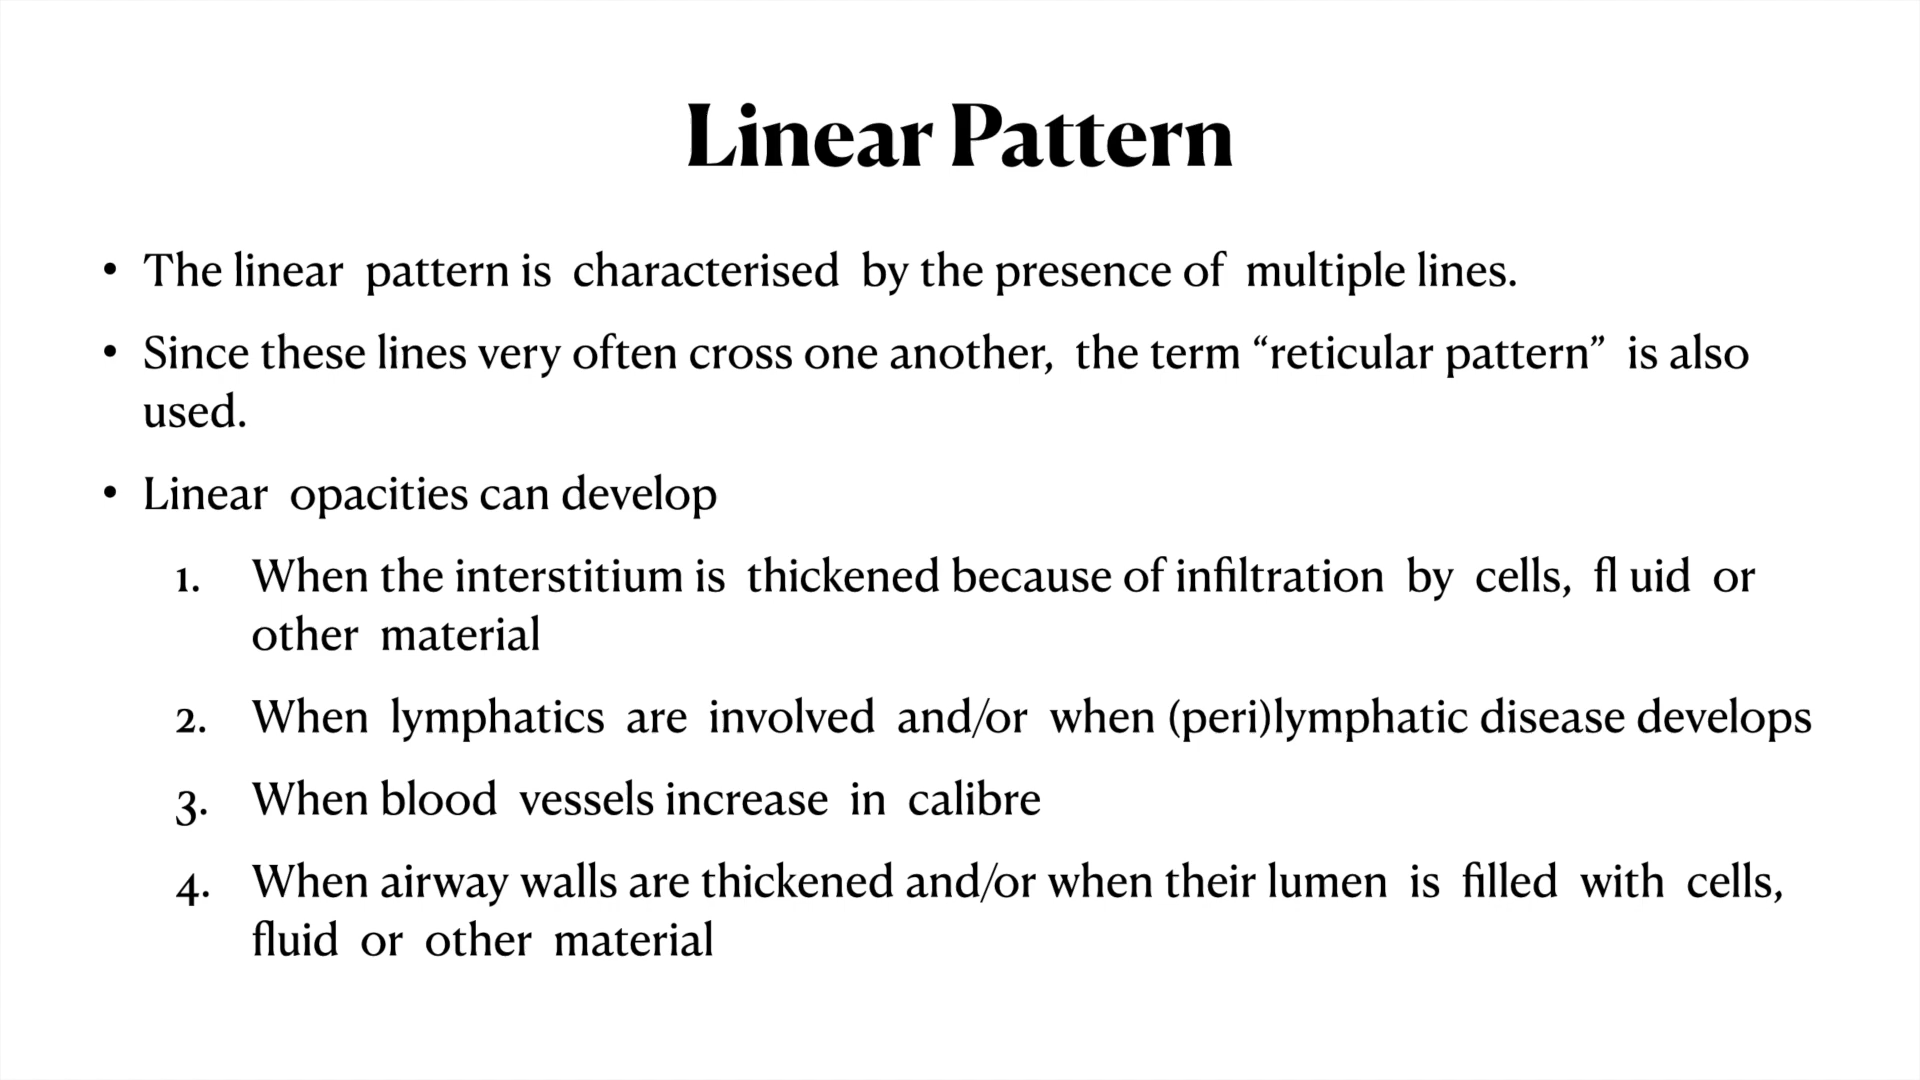 Linear Pattern
• The linear pattern is characterised by the presence of multiple lines.
• Since these lines very often cross one another, the term “reticular pattern” is also
used.
• Linear opacities can develop
1. When the interstitium is thickened because of infiltration by cells, fl uid or
other material
2. When lymphatics are involved and/or when (peri)lymphatic disease develops
3. When blood vessels increase in calibre
4. When airway walls are thickened and/or when their lumen is filled with cells,
fluid or other material